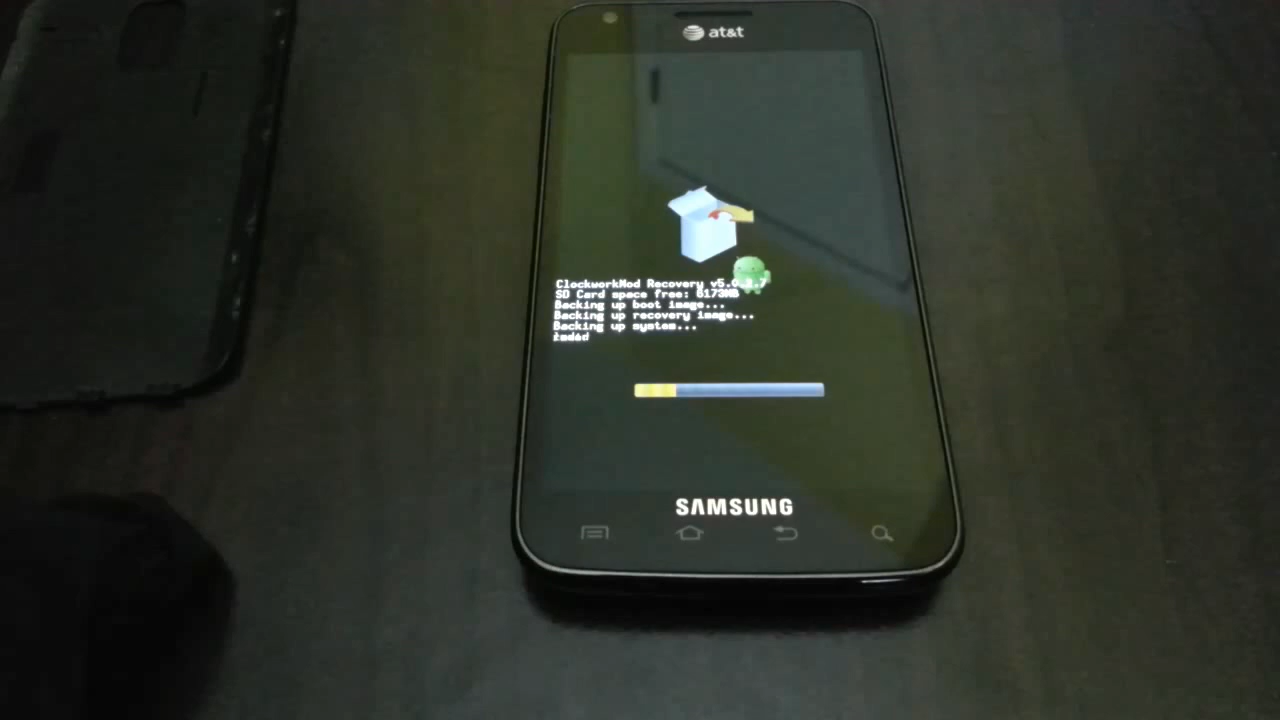 at&t
ClockworkMod Recovery
SD Card space free: 6173MB
Backing up boot image...
Backing up recovery image...
Backing up system...
SAMSUNG